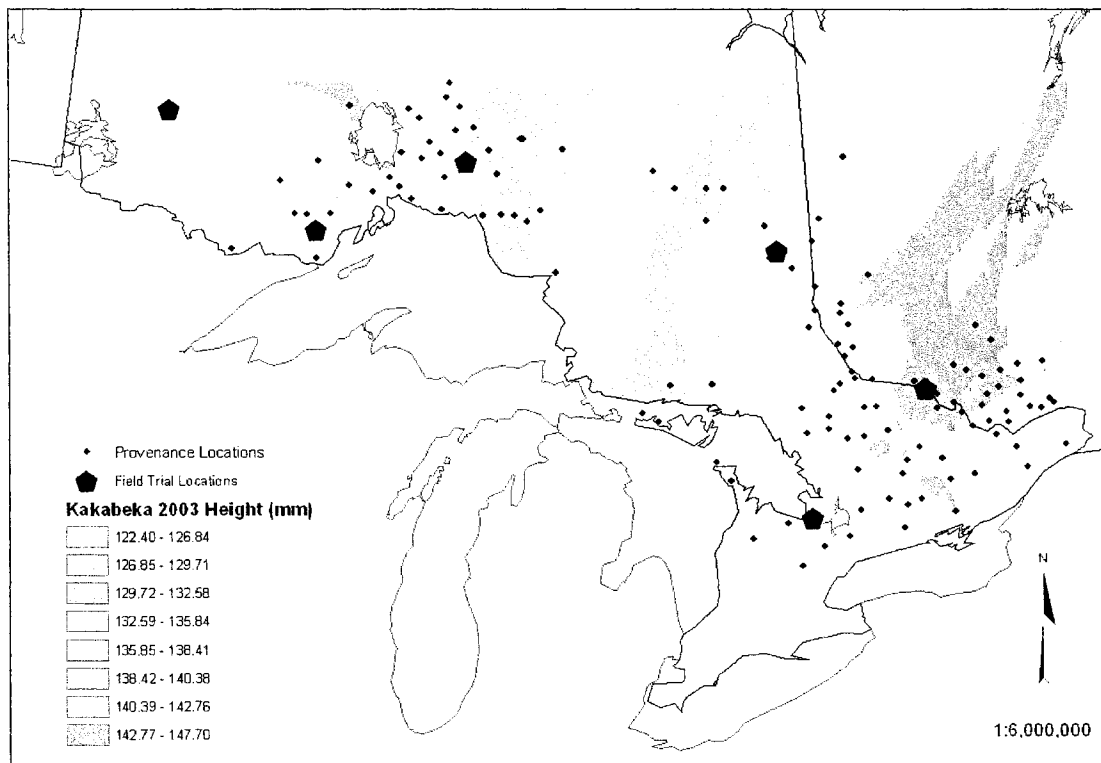 Provenance Locations
Field Trial Locations
Kakabeka 2003 Height (mm)
122.40 - 126.84
126.85 - 129.71
129.72 - 132.58
132.59 - 135.84
135.85 - 138.41
138.42 - 140.38
140.39 - 142.76
142.77 - 147.70
N
1:6,000,000